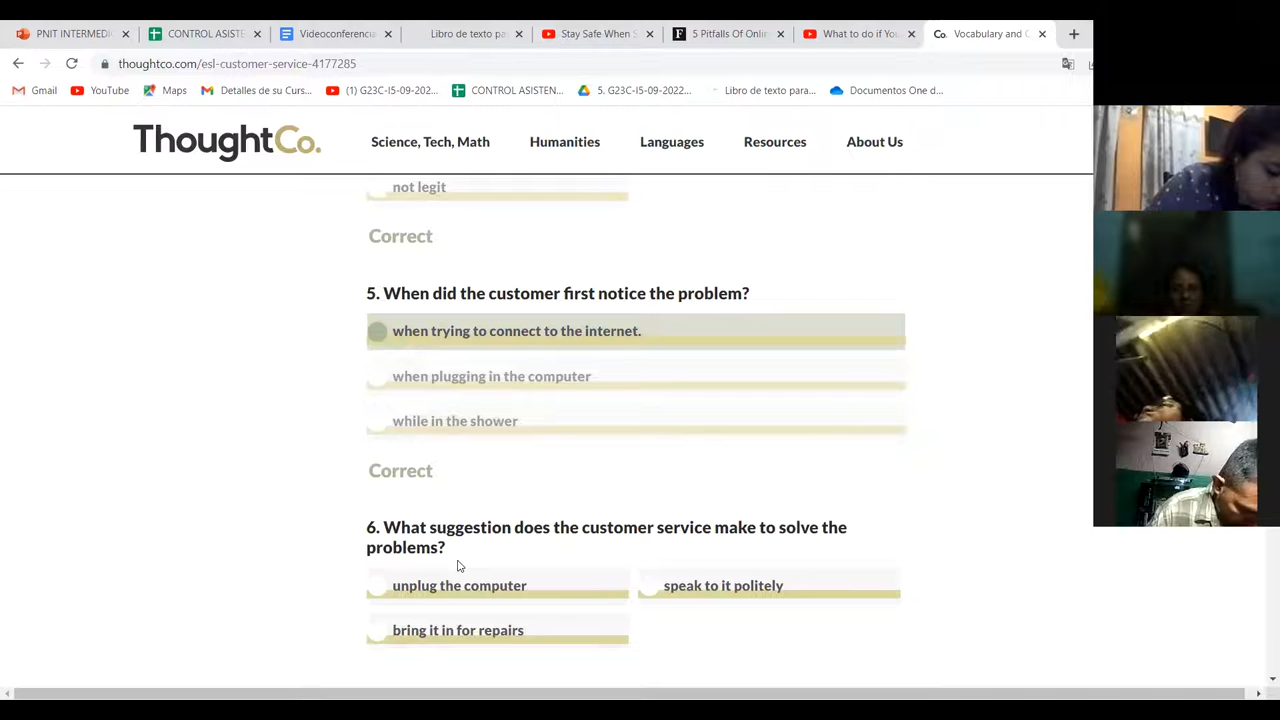 PNIT INTERMEDI
CONTROL ASISTE
Videoconferencia
Libro de texto pa
Stay Safe When S
5 Pitfalls Of Onlin
What to do if You
Co. Vocabulary and C
thoughtco.com/esl-customer-service-4177285
Gmail
YouTube
Maps
Detalles de su Curs...
(1) G23C-I5-09-202...
CONTROL ASISTEN...
5. G23C-I5-09-2022...
Libro de texto para...
Documentos One d...
ThoughtCo.
Science, Tech, Math
Humanities
Languages
Resources
About Us
not legit
Correct
5. When did the customer first notice the problem?
when trying to connect to the internet.
when plugging in the computer
while in the shower
Correct
6. What suggestion does the customer service make to solve the
problems?
unplug the computer
speak to it politely
bring it in for repairs